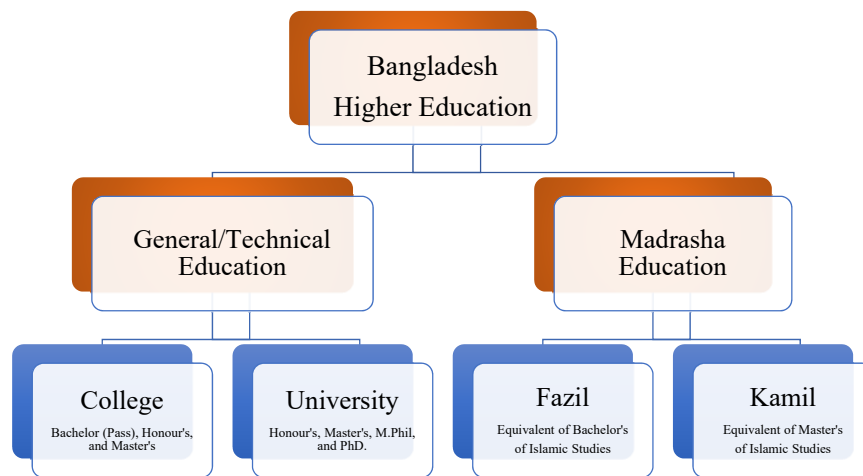 Bangladesh
Higher Education
General/Technical
Education
Madrasha
Education
College
Bachelor (Pass), Honour's,
and Master's
University
Honour's, Master's, M.Phil,
and PhD.
Fazil
Equivalent of Bachelor's
of Islamic Studies
Kamil
Equivalent of Master's
of Islamic Studies